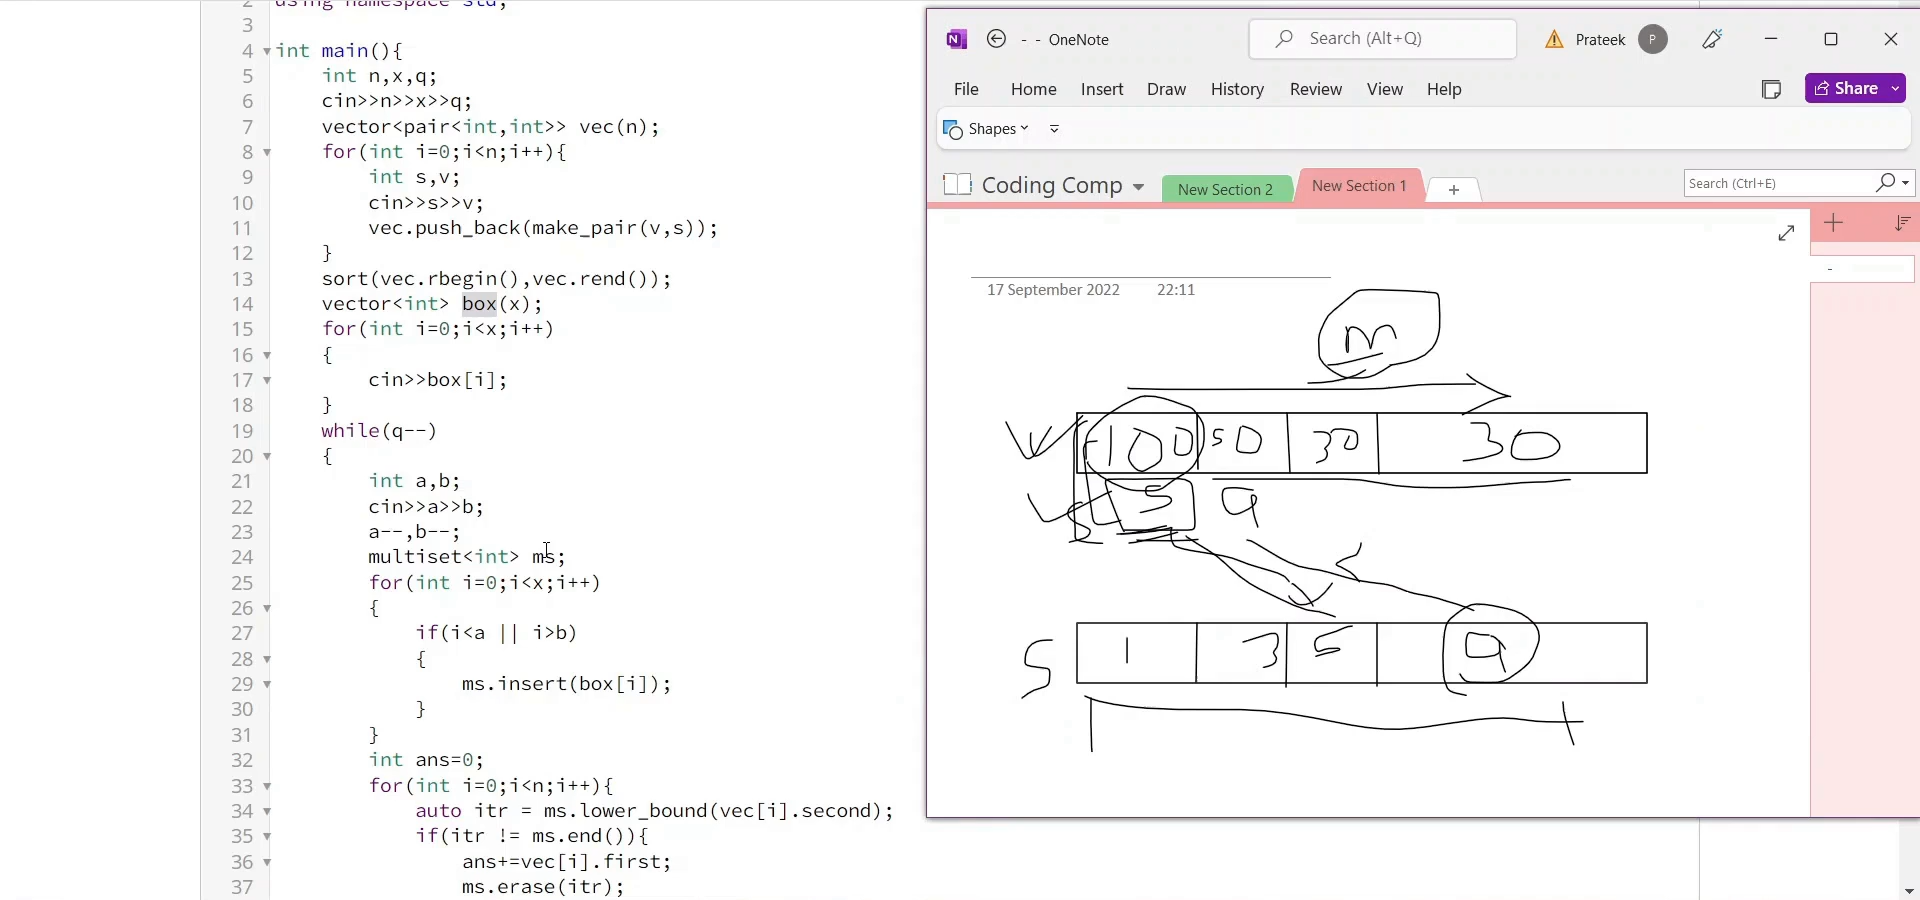 2 using namespace std;
3
4 int main(){
5 int n,x,q;
6 cin>>n>>x>>q;
7 vector<pair<int,int>> vec(n);
8 for(int i=0;i<n;i++){
9 int s,v;
10 cin>>s>>v;
11 vec.push_back(make_pair(v,s));
12 }
13 sort(vec.rbegin(),vec.rend());
14 vector<int> box(x);
15 for(int i=0;i<x;i++)
16 {
17 cin>>box[i];
18 }
19 while(q--)
20 {
21 int a,b;
22 cin>>a>>b;
23 a--,b--;
24 multiset<int> ms;
25 for(int i=0;i<x;i++)
26 {
27 if(i<a || i>b)
28 {
29 ms.insert(box[i]);
30 }
31 }
32 int ans=0;
33 for(int i=0;i<n;i++){
34 auto itr = ms.lower_bound(vec[i].second);
35 if(itr != ms.end()){
36 ans+=vec[i].first;
37 ms.erase(itr);
- - OneNote
Search (Alt+Q)
Prateek P
File Home Insert Draw History Review View Help
Share
Shapes
Coding Comp
New Section 2
New Section 1
+
Search (Ctrl+E)
-
17 September 2022 22:11
m
V 100 50 30 30
S 5 9
S 1 3 5 9